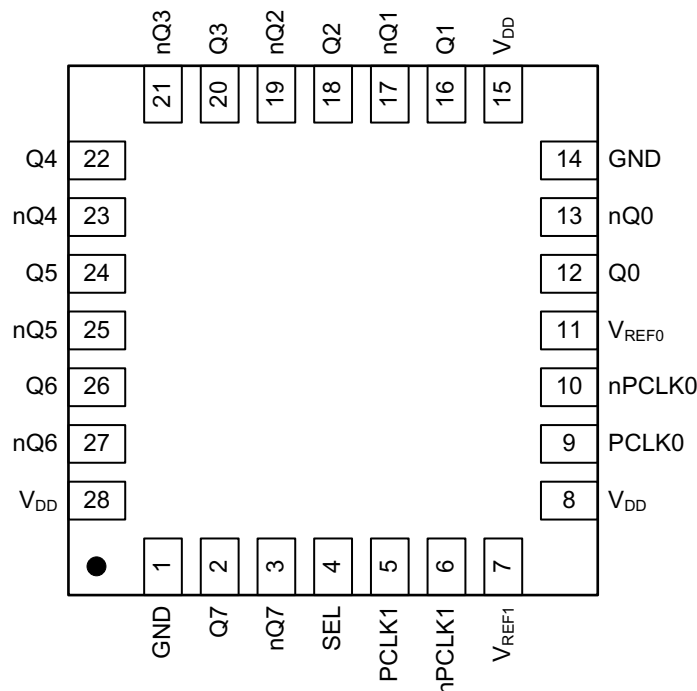 nQ3 Q3 nQ2 Q2 nQ1 Q1 VDD
21 20 19 18 17 16 15
Q4 22 14 GND
nQ4 23 13 nQ0
Q5 24 12 Q0
nQ5 25 11 VREF0
Q6 26 10 nPCLK0
nQ6 27 9 PCLK0
VDD 28 8 VDD
1 2 3 4 5 6 7
GND Q7 nQ7 SEL PCLK1 nPCLK1 VREF1